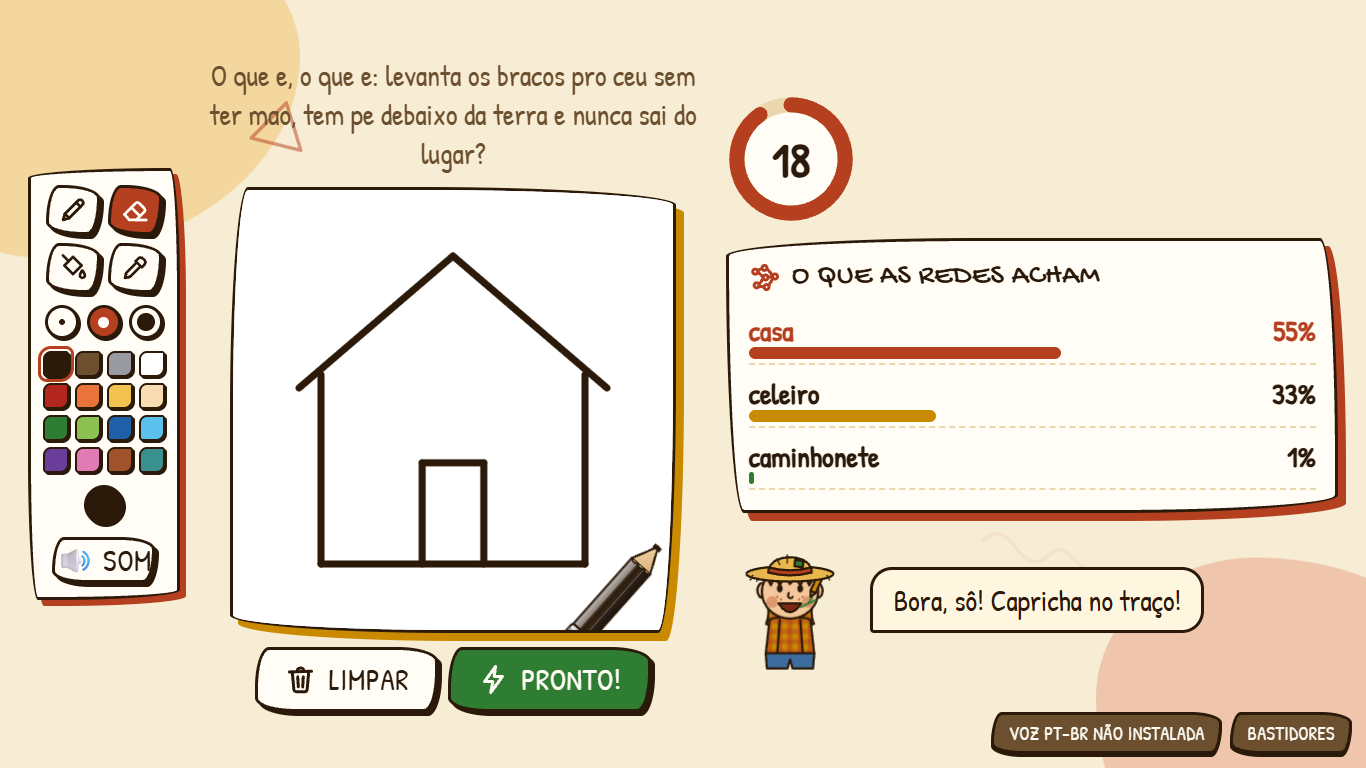 O que e, o que e: levanta os bracos pro ceu sem
ter mao, tem pe debaixo da terra e nunca sai do
lugar?
18
O QUE AS REDES ACHAM
casa 55%
celeiro 33%
caminhonete 1%
SOM
Bora, sô! Capricha no traço!
LIMPAR
PRONTO!
VOZ PT-BR NÃO INSTALADA
BASTIDORES